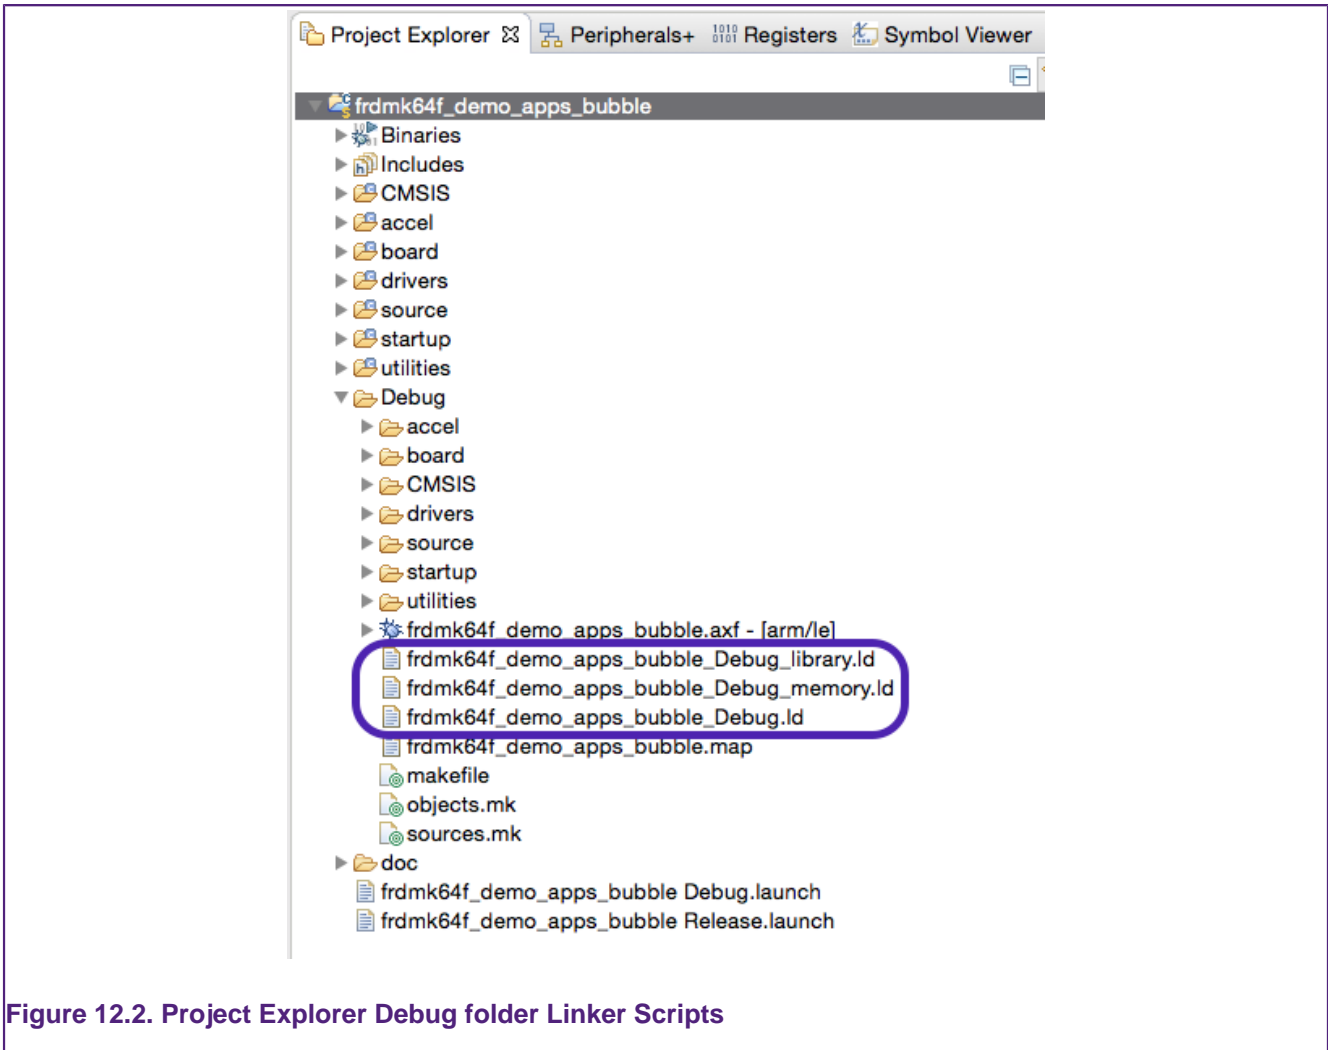 Project Explorer Peripherals+ 1010 0101 Registers Symbol Viewer
frdmk64f_demo_apps_bubble
Binaries
Includes
CMSIS
accel
board
drivers
source
startup
utilities
Debug
accel
board
CMSIS
drivers
source
startup
utilities
frdmk64f_demo_apps_bubble.axf - [arm/le]
frdmk64f_demo_apps_bubble_Debug_library.ld
frdmk64f_demo_apps_bubble_Debug_memory.ld
frdmk64f_demo_apps_bubble_Debug.ld
frdmk64f_demo_apps_bubble.map
makefile
objects.mk
sources.mk
doc
frdmk64f_demo_apps_bubble Debug.launch
frdmk64f_demo_apps_bubble Release.launch
Figure 12.2. Project Explorer Debug folder Linker Scripts